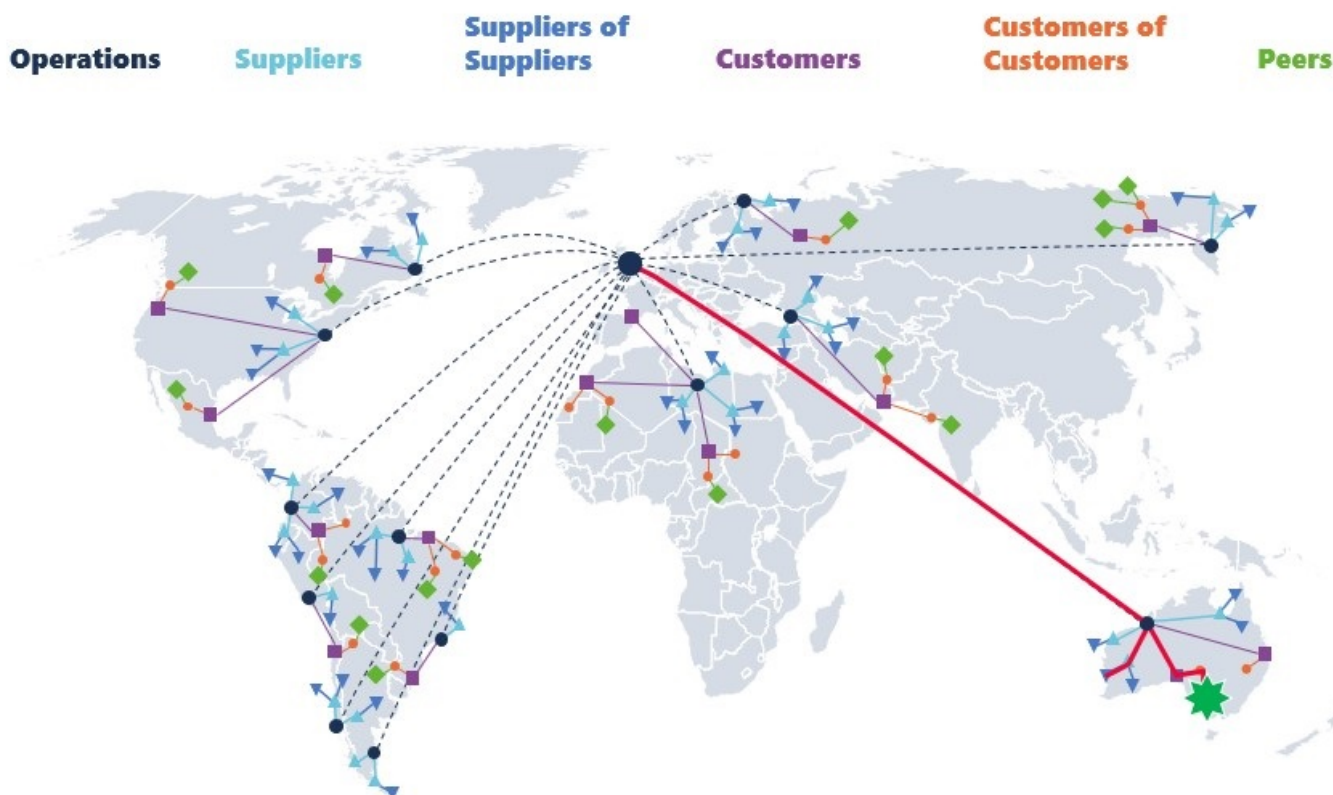 Operations
Suppliers
Suppliers of
Suppliers
Customers
Customers of
Customers
Peers